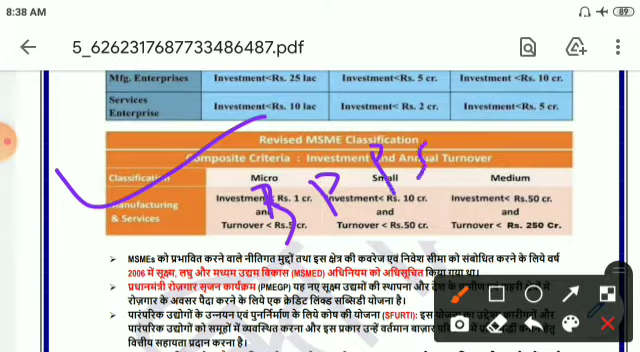 8:38 AM 89
5_6262317687733486487.pdf
Mfg. Enterprises Investment<Rs. 25 lac Investment<Rs. 5 cr. Investment <Rs. 10 cr.
Services Enterprise Investment<Rs. 10 lac Investment< Rs. 2 cr. Investment<Rs. 5 cr.
Revised MSME Classification
Composite Criteria : Investment And Annual Turnover
Classification Micro Small Medium
Manufacturing & Services Investment< Rs. 1 cr. and Turnover < Rs.5 cr. Investment< Rs. 10 cr. and Turnover < Rs.50 cr. Investment< Rs.50 cr. and Turnover < Rs. 250 Cr.
R P P S
➢ MSMEs को प्रभावित करने वाले नीतिगत मुद्दों तथा इस क्षेत्र की कवरेज एवं निवेश सीमा को संबोधित करने के लिये वर्ष
2006 में सूक्ष्म, लघु और मध्यम उद्यम विकास (MSMED) अधिनियम को अधिसूचित किया गया था।
➢ प्रधानमंत्री रोज़गार सृजन कार्यक्रम (PMEGP) यह नए सूक्ष्म उद्यमों की स्थापना और देश के
रोज़गार के अवसर पैदा करने के लिये एक क्रेडिट लिंक्ड सब्सिडी योजना है।
➢ पारंपरिक उद्योगों के उन्नयन एवं पुनर्निर्माण के लिये कोष की योजना (SFURTI): इस
पारंपरिक उद्योगों को समूहों में व्यवस्थित करना और इस प्रकार उन्हें वर्तमान बाज़ार
वित्तीय सहायता प्रदान करना है।